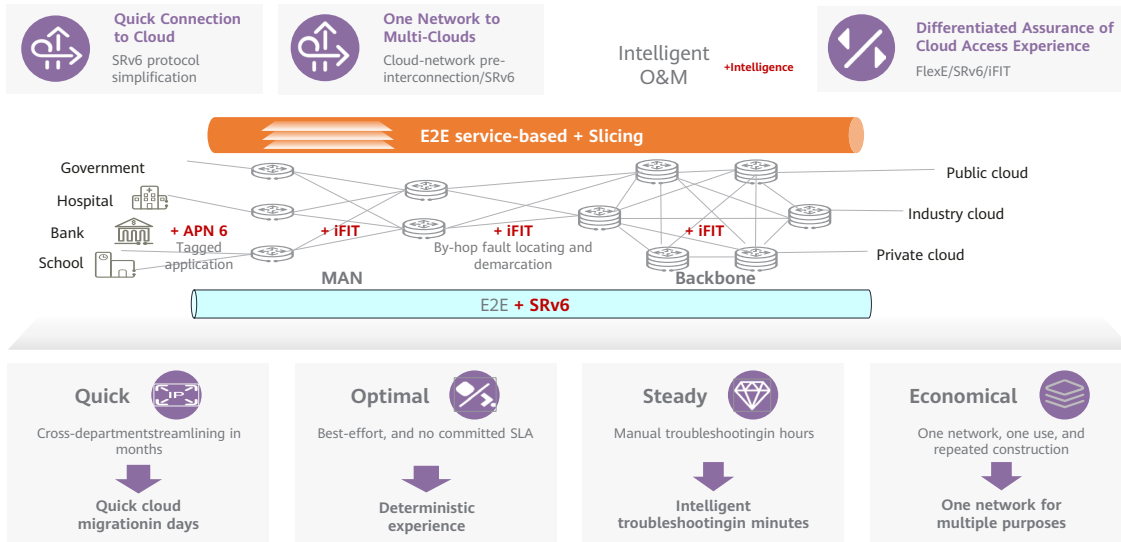 Quick Connection
to Cloud
SRv6 protocol
simplification
One Network to
Multi-Clouds
Cloud-network pre-
interconnection/SRv6
Intelligent
O&M
+Intelligence
Differentiated Assurance of
Cloud Access Experience
FlexE/SRv6/iFIT
E2E service-based + Slicing
Government
Hospital
Bank
School
+ APN 6
Tagged
application
+ iFIT
+ iFIT
By-hop fault locating and
demarcation
+ iFIT
MAN
Backbone
Public cloud
Industry cloud
Private cloud
E2E + SRv6
Quick
IP
Cross-departmentstreamlining in
months
Quick cloud
migrationin days
Optimal
Best-effort, and no committed SLA
Deterministic
experience
Steady
Manual troubleshootingin hours
Intelligent
troubleshootingin minutes
Economical
One network, one use, and
repeated construction
One network for
multiple purposes